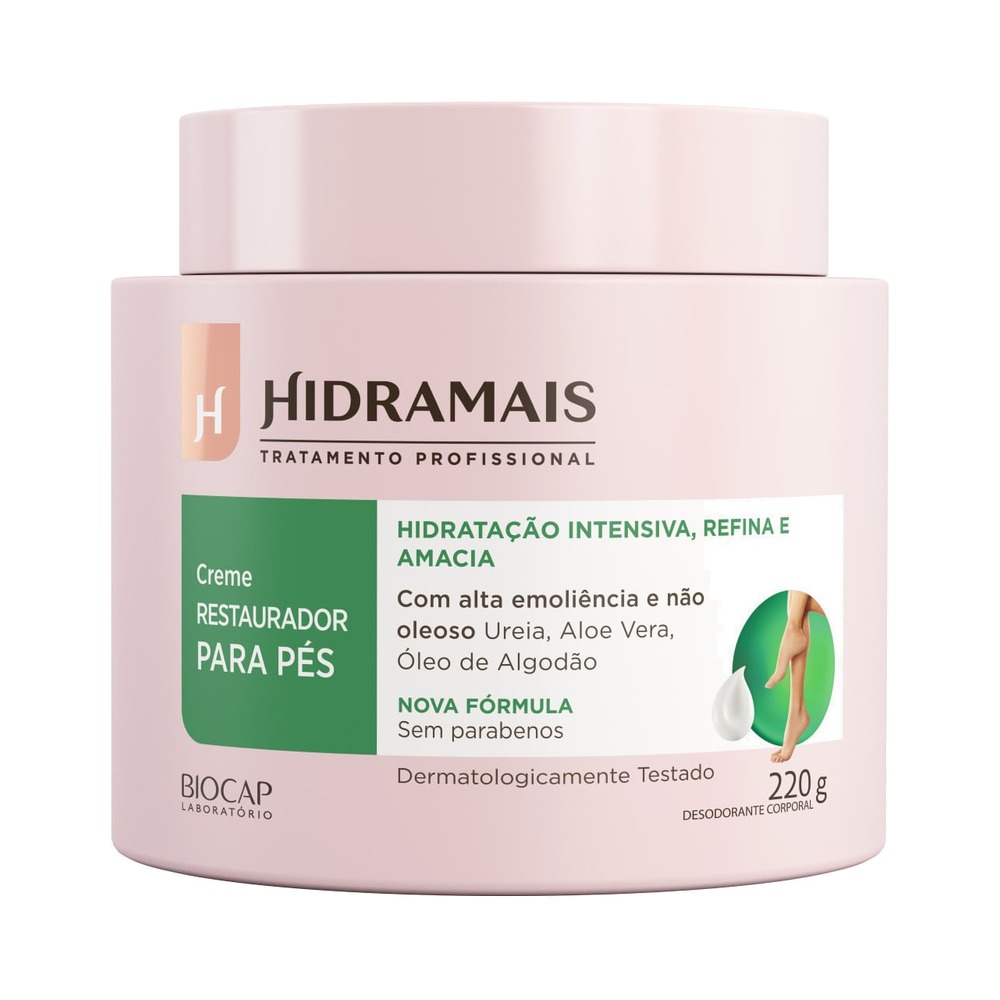 H
HIDRAMAIS
TRATAMENTO PROFISSIONAL
Creme
RESTAURADOR
PARA PÉS
HIDRATAÇÃO INTENSIVA, REFINA E
AMACIA
Com alta emoliência e não
oleoso Ureia, Aloe Vera,
Óleo de Algodão
NOVA FÓRMULA
Sem parabenos
Dermatologicamente Testado
BIOCAP
LABORATÓRIO
220 g
DESODORANTE CORPORAL